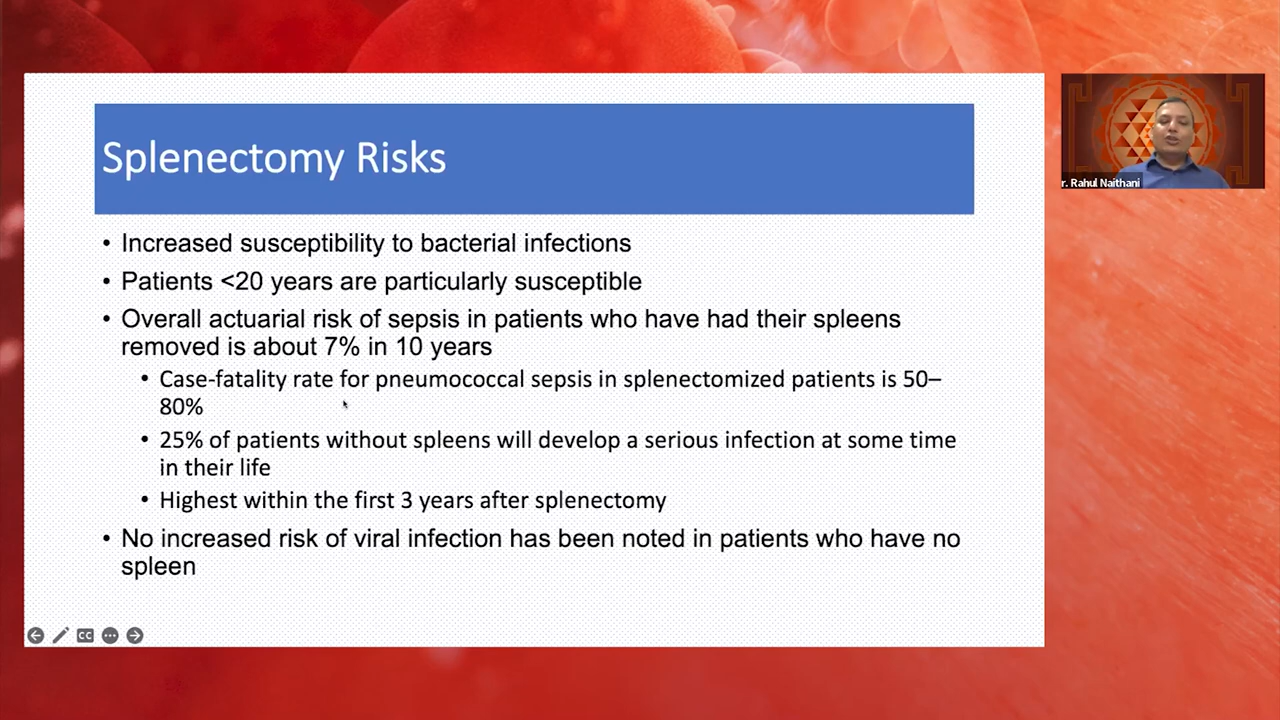 Splenectomy Risks
• Increased susceptibility to bacterial infections
• Patients <20 years are particularly susceptible
• Overall actuarial risk of sepsis in patients who have had their spleens
removed is about 7% in 10 years
• Case-fatality rate for pneumococcal sepsis in splenectomized patients is 50–
80%
• 25% of patients without spleens will develop a serious infection at some time
in their life
• Highest within the first 3 years after splenectomy
• No increased risk of viral infection has been noted in patients who have no
spleen
CC
r. Rahul Naithani